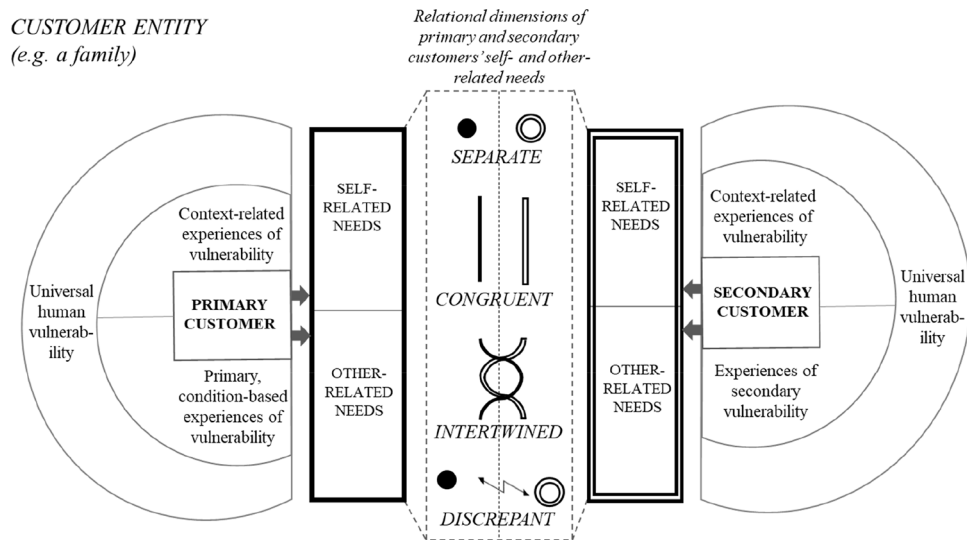 CUSTOMER ENTITY
(e.g. a family)
Relational dimensions of
primary and secondary
customers' self- and other-
related needs
Universal
human
vulnerab-
ility
Context-related
experiences of
vulnerability
PRIMARY
CUSTOMER
Primary,
condition-based
experiences of
vulnerability
SELF-
RELATED
NEEDS
OTHER-
RELATED
NEEDS
SEPARATE
CONGRUENT
INTERTWINED
DISCREPANT
SELF-
RELATED
NEEDS
OTHER-
RELATED
NEEDS
Context-related
experiences of
vulnerability
SECONDARY
CUSTOMER
Experiences of
secondary
vulnerability
Universal
human
vulnerab-
ility